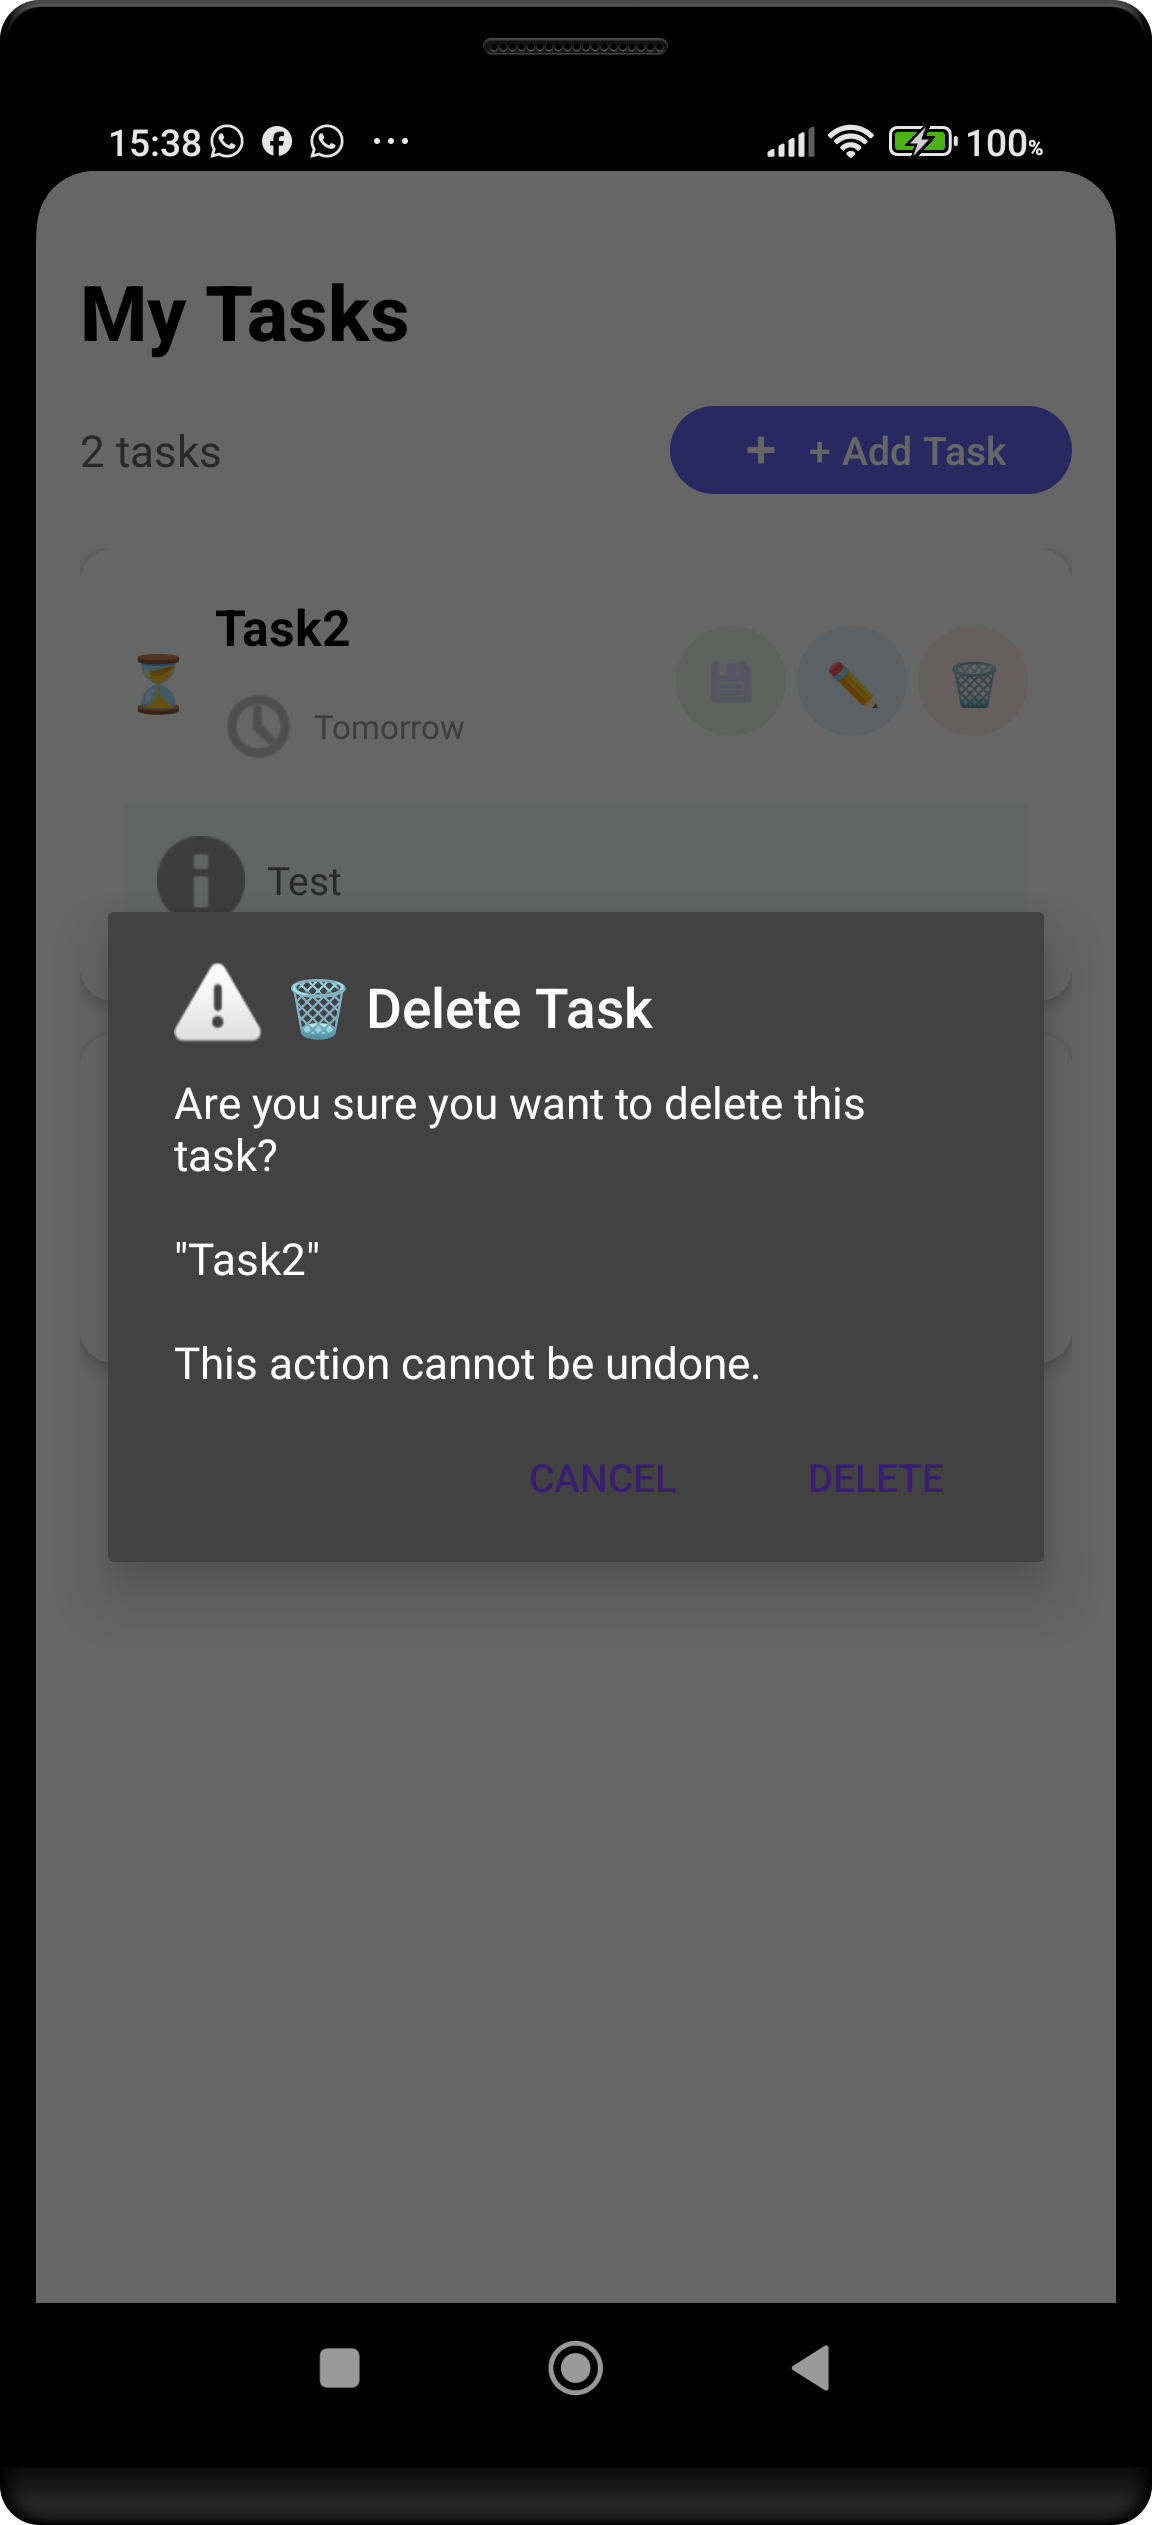 15:38 ... 100%
My Tasks
2 tasks
+ + Add Task
Task2
Tomorrow
Test
Delete Task
Are you sure you want to delete this
task?
"Task2"
This action cannot be undone.
CANCEL DELETE